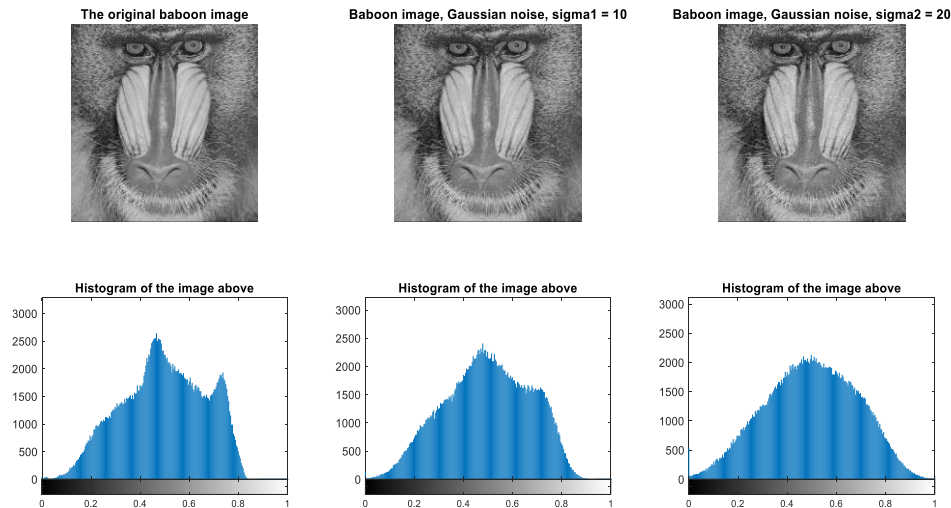 The original baboon image
Baboon image, Gaussian noise, sigma1 = 10
Baboon image, Gaussian noise, sigma2 = 20
Histogram of the image above
3000
2500
2000
1500
1000
500
0
0 0.2 0.4 0.6 0.8 1
Histogram of the image above
3000
2500
2000
1500
1000
500
0
0 0.2 0.4 0.6 0.8 1
Histogram of the image above
3000
2500
2000
1500
1000
500
0
0 0.2 0.4 0.6 0.8 1